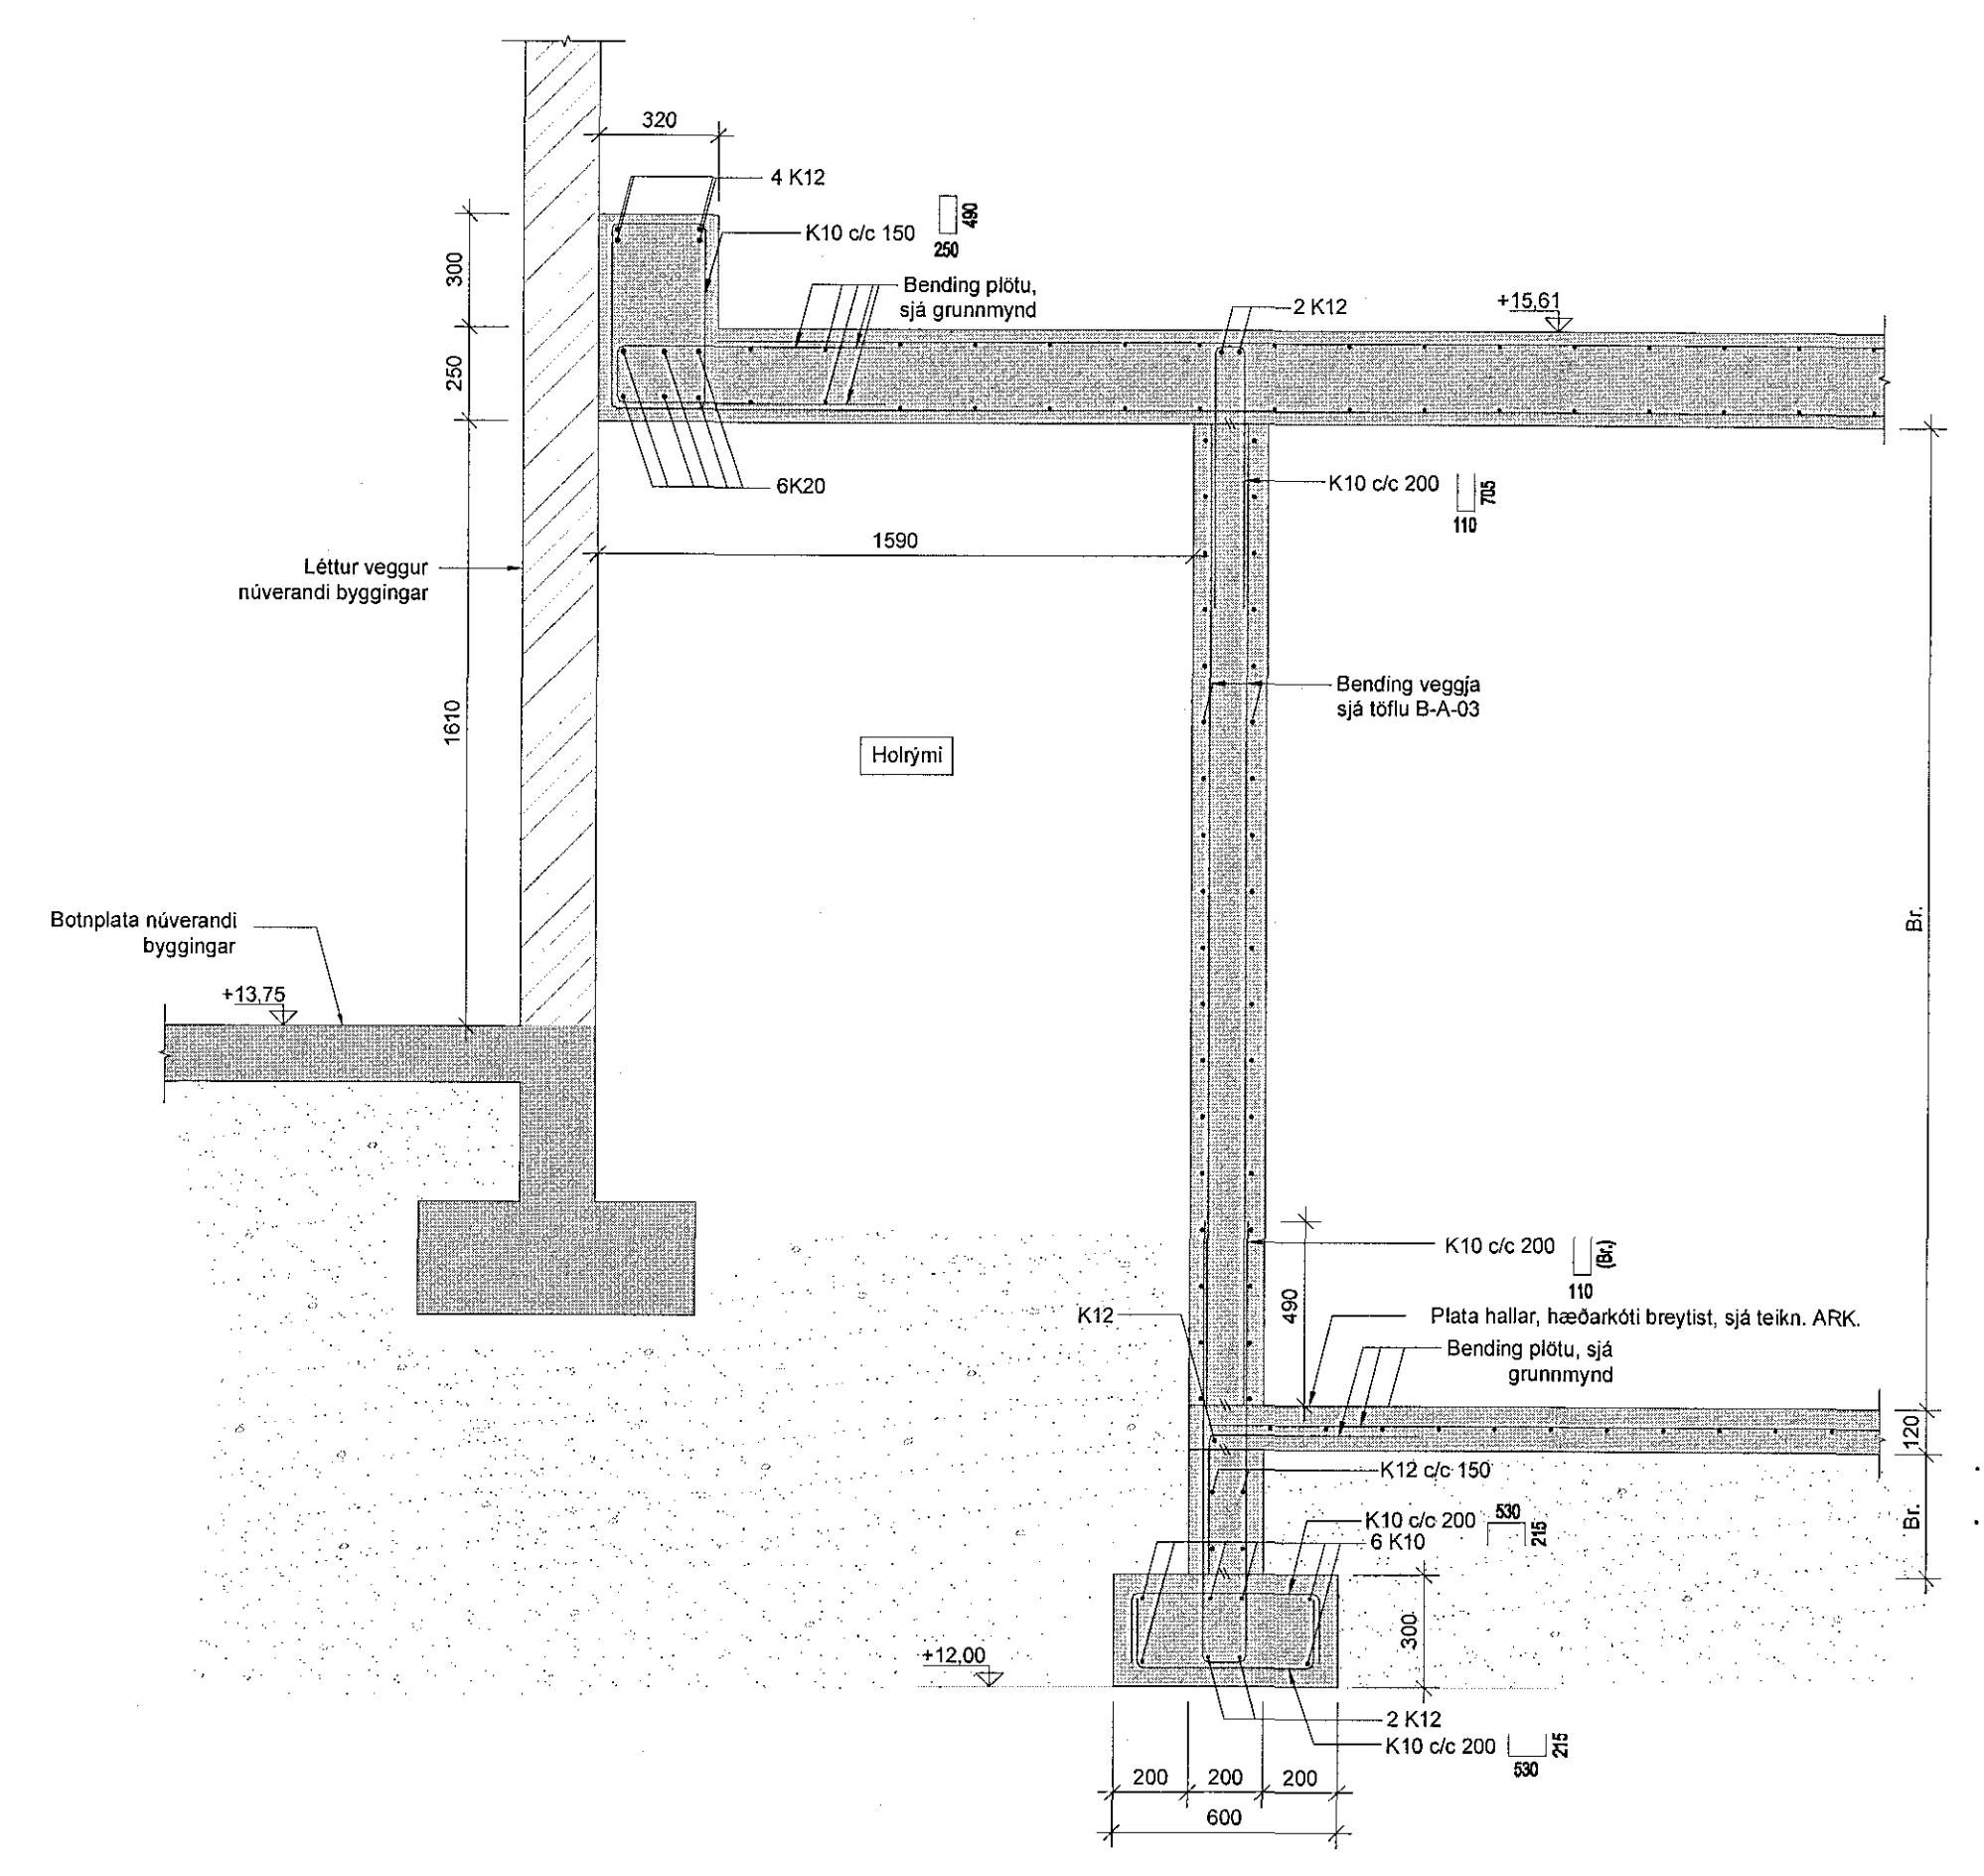 320
4 K12
K10 c/c 150
490
250
300
Bending plötu,
sjá grunnmynd
2 K12
+15,61
250
6K20
K10 c/c 200
705
110
1590
Léttur veggur
núverandi byggingar
1610
Bending veggja
sjá töflu B-A-03
Holrými
Br.
Botnplata núverandi
byggingar
+13,75
K10 c/c 200
(Br.)
110
490
K12
Plata hallar, hæðarkóti breytist, sjá teikn. ARK.
Bending plötu, sjá
grunnmynd
120
K12 c/c 150
K10 c/c 200
530
215
Br.
6 K10
300
+12,00
2 K12
K10 c/c 200
215
530
200
200
200
600